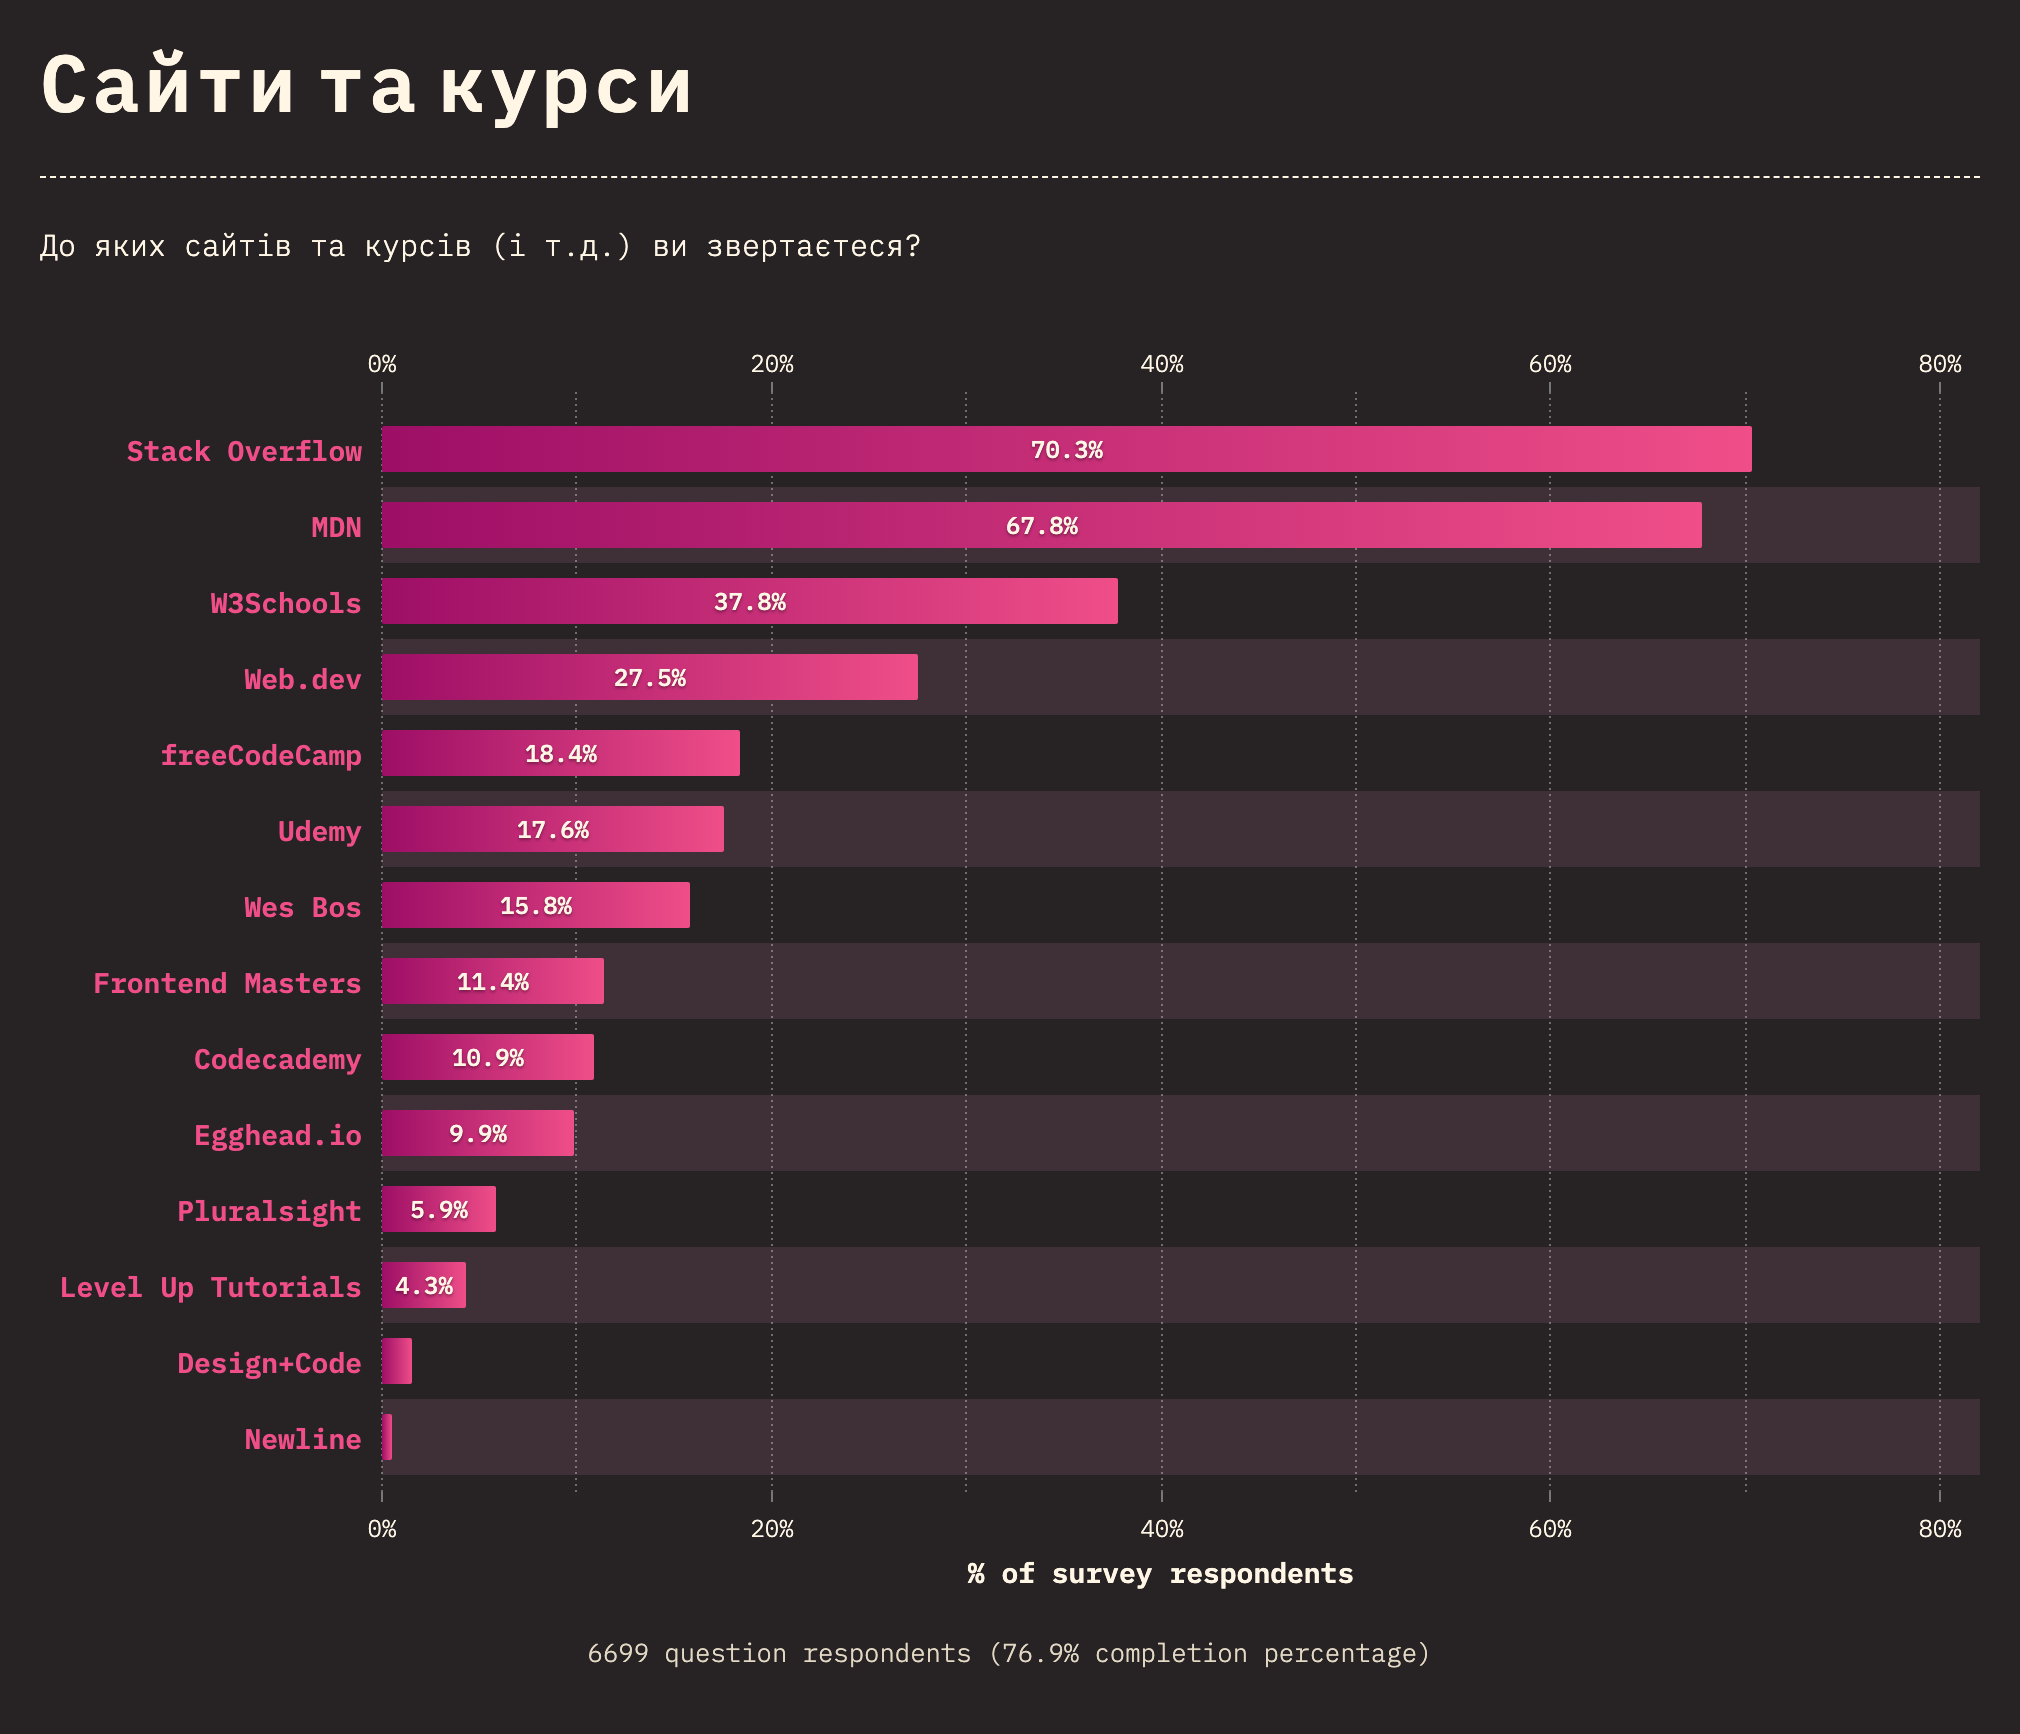 Сайти та курси
До яких сайтів та курсів (і т.д.) ви звертаєтеся?
0% 20% 40% 60% 80%
Stack Overflow 70.3%
MDN 67.8%
W3Schools 37.8%
Web.dev 27.5%
freeCodeCamp 18.4%
Udemy 17.6%
Wes Bos 15.8%
Frontend Masters 11.4%
Codecademy 10.9%
Egghead.io 9.9%
Pluralsight 5.9%
Level Up Tutorials 4.3%
Design+Code
Newline
0% 20% 40% 60% 80%
% of survey respondents
6699 question respondents (76.9% completion percentage)